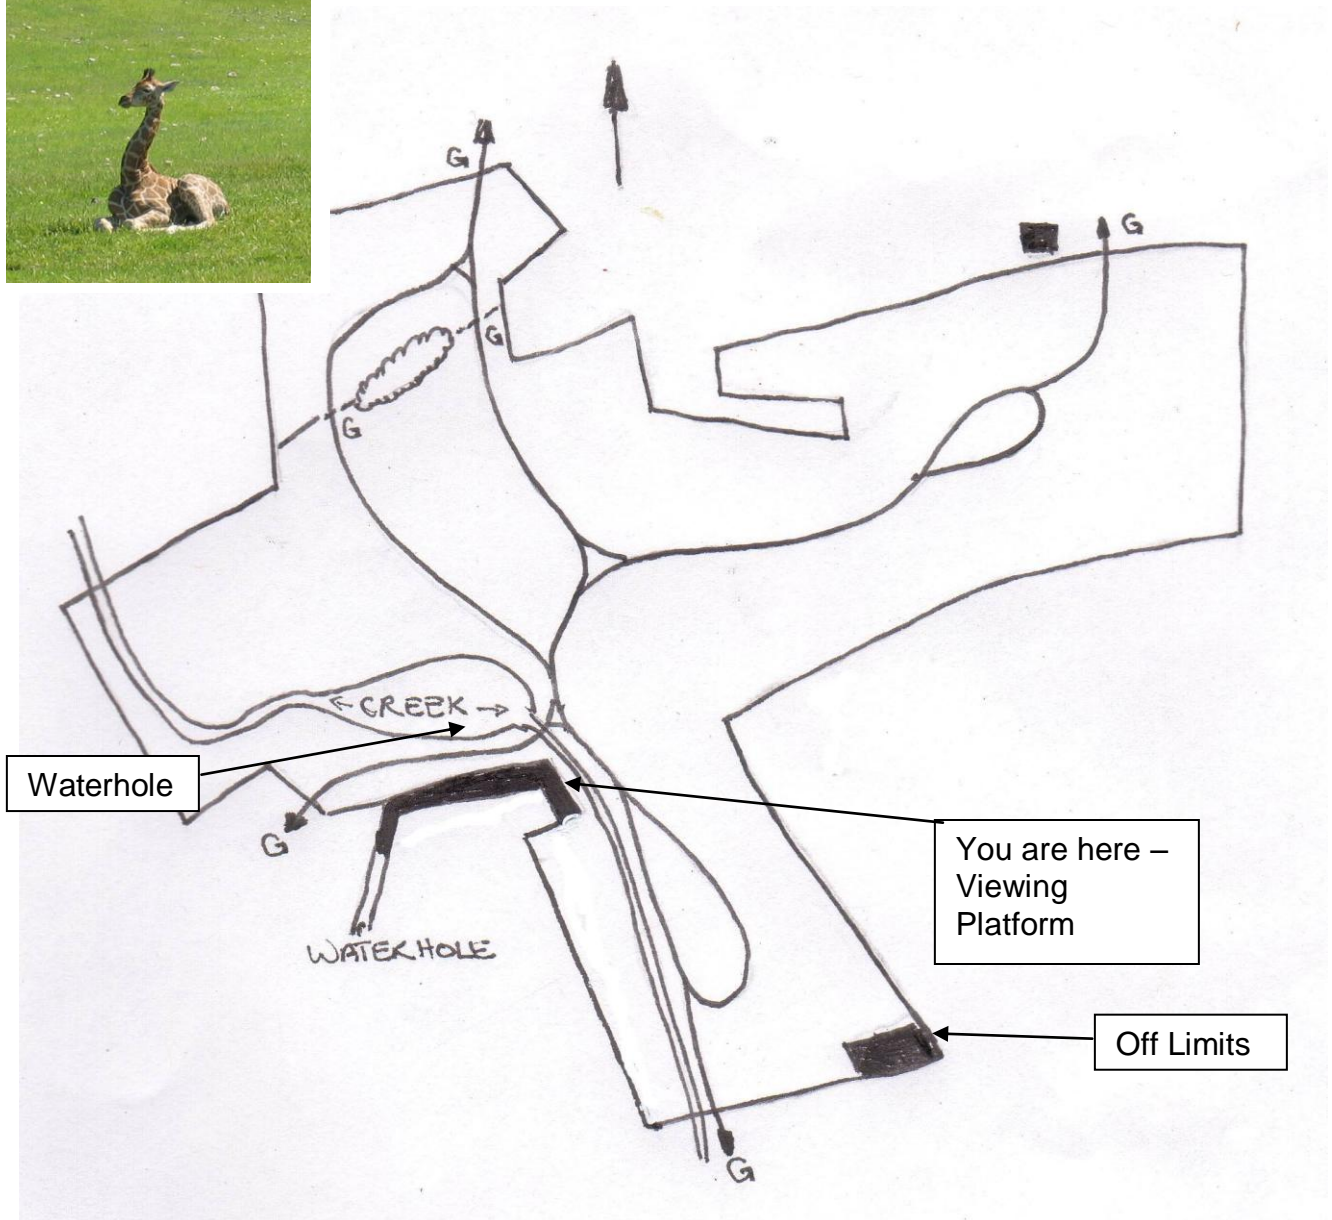 G
G
G
G
← CREEK →
Waterhole
G
You are here –
Viewing
Platform
WATERHOLE
Off Limits
G